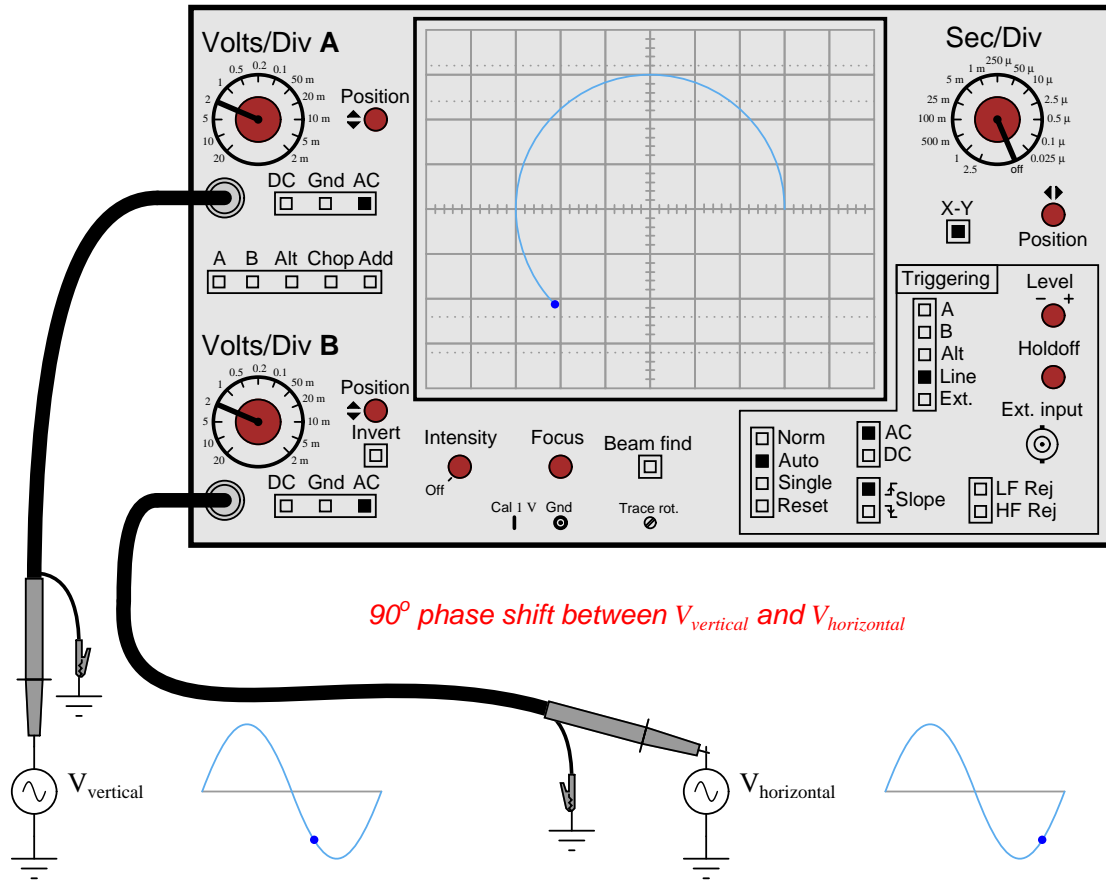 Volts/Div A
20 10 5 2 1 0.5 0.2 0.1 50 m 20 m 10 m 5 m 2 m
Position
DC Gnd AC
A B Alt Chop Add
Volts/Div B
20 10 5 2 1 0.5 0.2 0.1 50 m 20 m 10 m 5 m 2 m
Position
Invert
DC Gnd AC
Intensity
Off
Focus
Beam find
Cal 1 V Gnd
Trace rot.
Sec/Div
2.5 1 500 m 100 m 25 m 5 m 1 m 250 µ 50 µ 10 µ 2.5 µ 0.5 µ 0.1 µ 0.025 µ off
X-Y
Position
Triggering
A
B
Alt
Line
Ext.
Level
− +
Holdoff
Ext. input
Norm
Auto
Single
Reset
AC
DC
Slope
LF Rej
HF Rej
90o phase shift between Vvertical and Vhorizontal
Vvertical
Vhorizontal